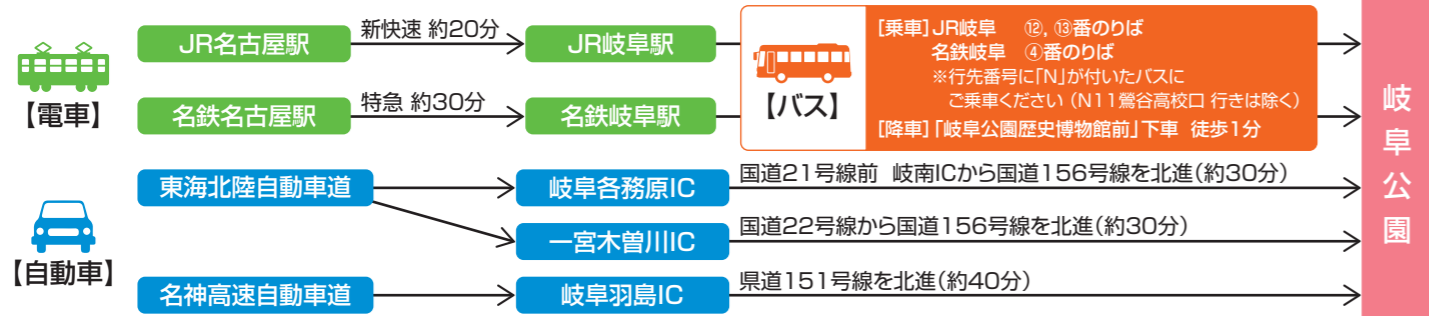 【電車】
JR名古屋駅
新快速 約20分
JR岐阜駅
名鉄名古屋駅
特急 約30分
名鉄岐阜駅
【バス】
[乗車]JR岐阜 ⑫, ⑬番のりば
名鉄岐阜 ④番のりば
※行先番号に「N」が付いたバスに
ご乗車ください（N11鶯谷高校口 行きは除く）
[降車]「岐阜公園歴史博物館前」下車 徒歩1分
【自動車】
東海北陸自動車道
岐阜各務原IC
国道21号線前 岐南ICから国道156号線を北進（約30分）
一宮木曽川IC
国道22号線から国道156号線を北進（約30分）
名神高速自動車道
岐阜羽島IC
県道151号線を北進（約40分）
岐阜公園